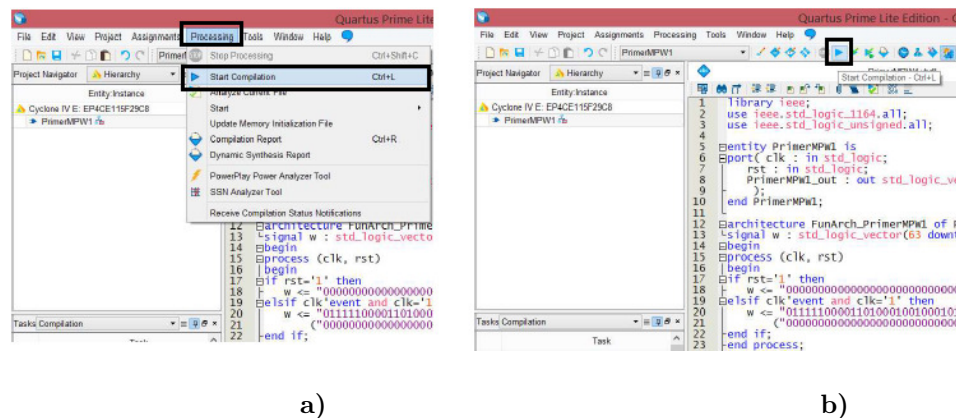 Quartus Prime Lite
File Edit View Project Assignments Processing Tools Window Help
Stop Processing Ctrl+Shift+C
Project Navigator Hierarchy
Start Compilation Ctrl+L
Entity:Instance
Analyze Current File
Cyclone IV E: EP4CE115F29C8
Start
PrimerMPW1
Update Memory Initialization File
Compilation Report Ctrl+R
Dynamic Synthesis Report
PowerPlay Power Analyzer Tool
SSN Analyzer Tool
Receive Compilation Status Notifications
12 architecture FunArch_Prime
13 signal w : std_logic_vecto
14 begin
15 process (clk, rst)
16 begin
17 if rst='1' then
18 w <= "0000000000000000
19 elsif clk'event and clk='1
20 w <= "01111100001101000
21 ("0000000000000000
22 end if;
Tasks Compilation
Task
a)
Quartus Prime Lite Edition -
File Edit View Project Assignments Processing Tools Window Help
PrimerMPW1
Project Navigator Hierarchy
Start Compilation - Ctrl+L
Entity:Instance
Cyclone IV E: EP4CE115F29C8
PrimerMPW1
1 library ieee;
2 use ieee.std_logic_1164.all;
3 use ieee.std_logic_unsigned.all;
4
5 entity PrimerMPW1 is
6 port( clk : in std_logic;
7 rst : in std_logic;
8 PrimerMPW1_out : out std_logic_ve
9 );
10 end PrimerMPW1;
11
12 architecture FunArch_PrimerMPW1 of
13 signal w : std_logic_vector(63 down
14 begin
15 process (clk, rst)
16 begin
17 if rst='1' then
18 w <= "00000000000000000000000
19 elsif clk'event and clk='1' then
20 w <= "01111100001101000100100010
21 ("0000000000000000000000
22 end if;
23 end process;
Tasks Compilation
Task
b)